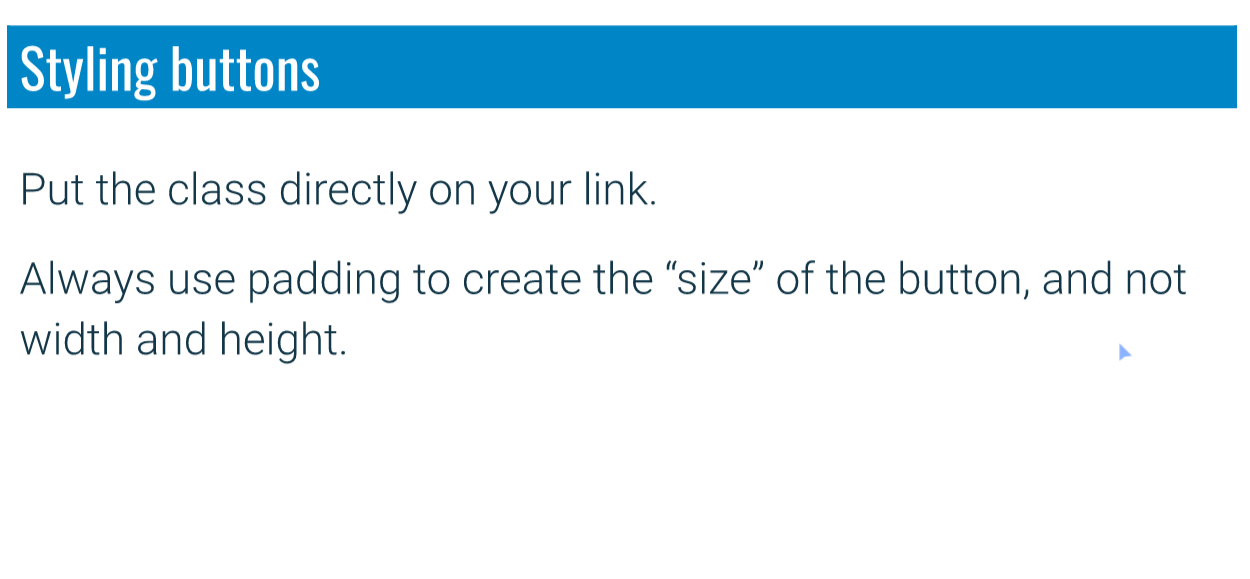 Styling buttons
Put the class directly on your link.
Always use padding to create the “size” of the button, and not
width and height.